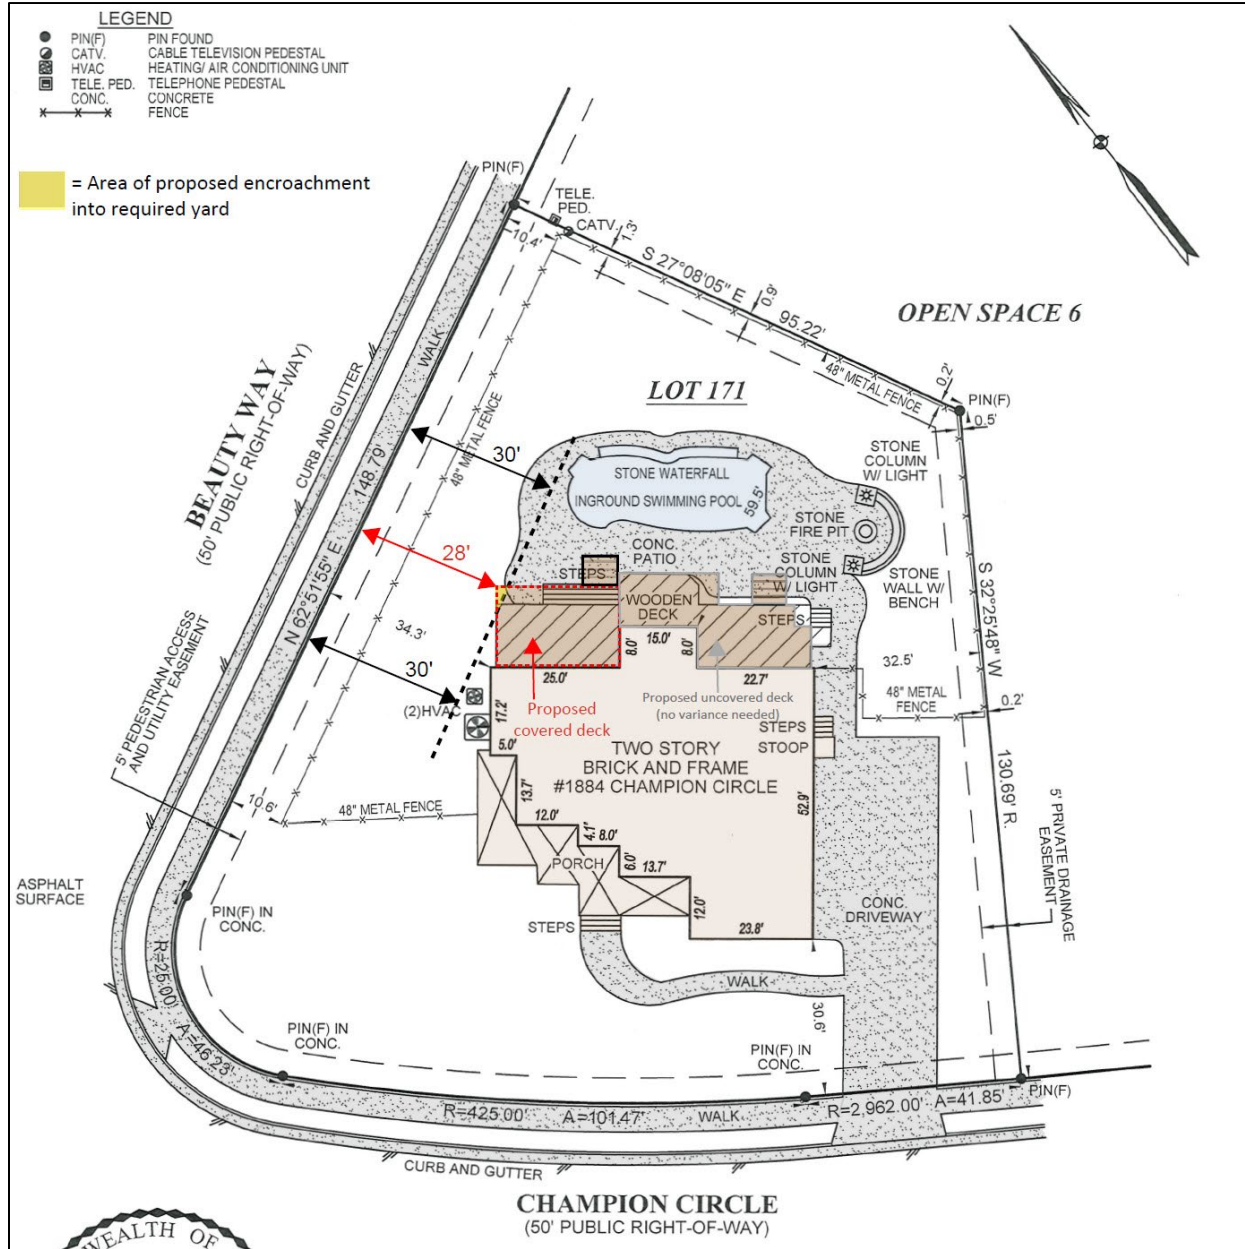 LEGEND
PIN(F) PIN FOUND
CATV. CABLE TELEVISION PEDESTAL
HVAC HEATING/ AIR CONDITIONING UNIT
TELE. PED. TELEPHONE PEDESTAL
CONC. CONCRETE
FENCE
= Area of proposed encroachment
into required yard
PIN(F)
TELE.
PED.
CATV.
10.4'
1.3'
S 27°08'05" E
0.9'
95.22'
OPEN SPACE 6
48" METAL FENCE
0.2'
PIN(F)
0.5'
LOT 171
WALK
CURB AND GUTTER
BEAUTY WAY
(50' PUBLIC RIGHT-OF-WAY)
148.79'
48" METAL FENCE
30'
STONE WATERFALL
INGROUND SWIMMING POOL
59.5'
STONE
COLUMN
W/ LIGHT
STONE
FIRE PIT
CONC.
PATIO
STONE
COLUMN
W/ LIGHT
STONE
WALL W/
BENCH
S 32°25'48" W
28'
STEPS
WOODEN
DECK
STEPS
N 62°51'55" E
34.3'
30'
8.0'
15.0'
8.0'
25.0'
22.7'
32.5'
48" METAL
FENCE
0.2'
Proposed
covered deck
Proposed uncovered deck
(no variance needed)
(2)HVAC
17.2'
5.0'
STEPS
STOOP
TWO STORY
BRICK AND FRAME
#1884 CHAMPION CIRCLE
5' PEDESTRIAN ACCESS
AND UTILITY EASEMENT
10.6'
48" METAL FENCE
13.7'
12.0'
4.1'
8.0'
52.9'
130.69' R.
5' PRIVATE DRAINAGE
EASEMENT
PORCH
6.0'
13.7'
12.0'
23.8'
STEPS
ASPHALT
SURFACE
PIN(F) IN
CONC.
CONC.
DRIVEWAY
R=25.00'
A=46.23'
WALK
30.6'
PIN(F) IN
CONC.
PIN(F) IN
CONC.
PIN(F)
R=425.00'
A=101.47'
WALK
R=2,962.00'
A=41.85'
CURB AND GUTTER
CHAMPION CIRCLE
(50' PUBLIC RIGHT-OF-WAY)
WEALTH OF